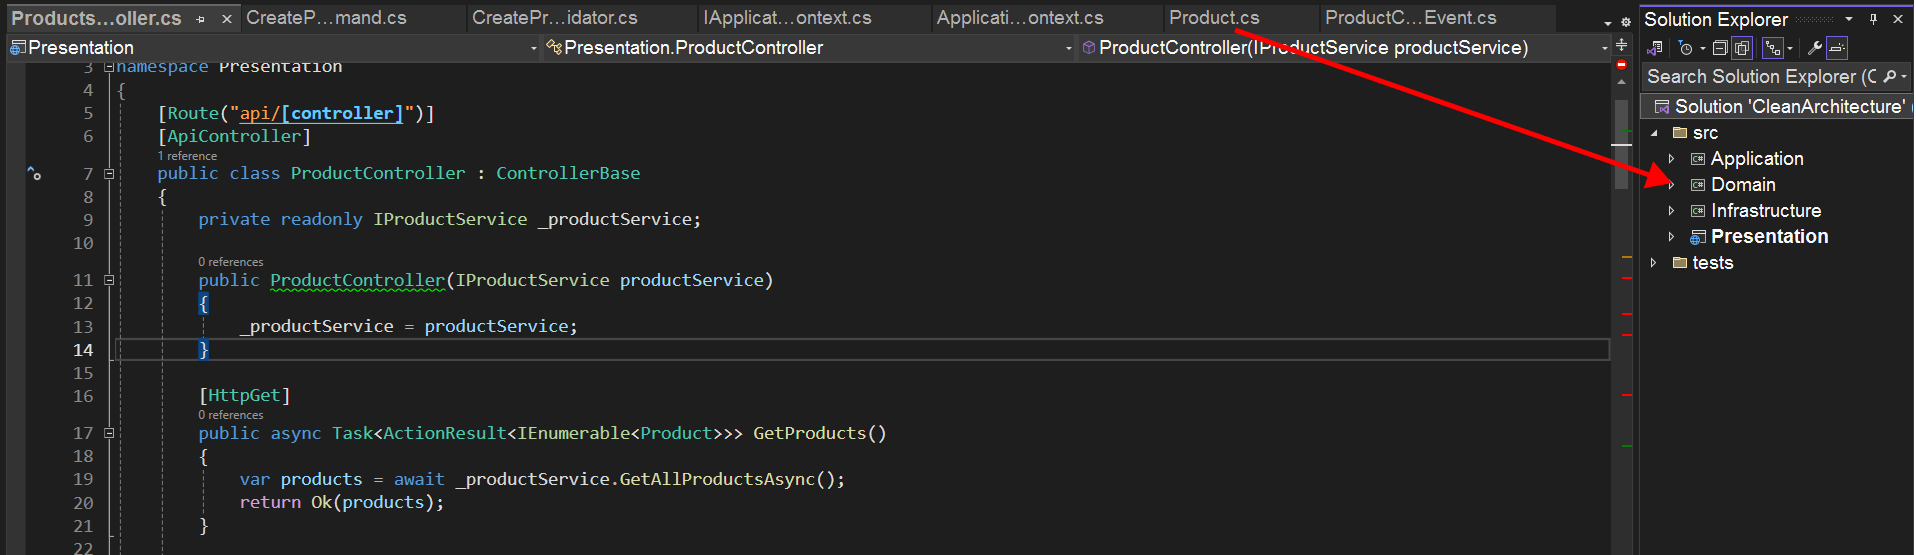 Products...oller.cs CreateP...mand.cs CreatePr...idator.cs IApplicat...ontext.cs Applicati...ontext.cs Product.cs ProductC...Event.cs
Presentation Presentation.ProductController ProductController(IProductService productService)
3 namespace Presentation
4 {
5 [Route("api/[controller]")]
6 [ApiController]
1 reference
7 public class ProductController : ControllerBase
8 {
9 private readonly IProductService _productService;
10
0 references
11 public ProductController(IProductService productService)
12 {
13 _productService = productService;
14 }
15
16 [HttpGet]
0 references
17 public async Task<ActionResult<IEnumerable<Product>>> GetProducts()
18 {
19 var products = await _productService.GetAllProductsAsync();
20 return Ok(products);
21 }
22
Solution Explorer
Search Solution Explorer (C
Solution 'CleanArchitecture' (
src
Application
Domain
Infrastructure
Presentation
tests